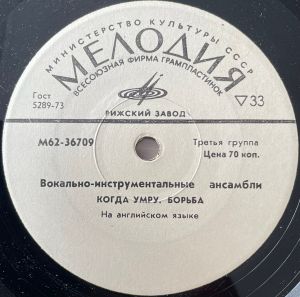 МИНИСТЕРСТВО КУЛЬТУРЫ СССР
МЕЛОДИЯ
ВСЕСОЮЗНАЯ ФИРМА ГРАМПЛАСТИНОК
Гост
5289-73
▽33
РИЖСКИЙ ЗАВОД
М62-36709
Третья группа
Цена 70 коп.
Вокально-инструментальные ансамбли
КОГДА УМРУ. БОРЬБА
На английском языке